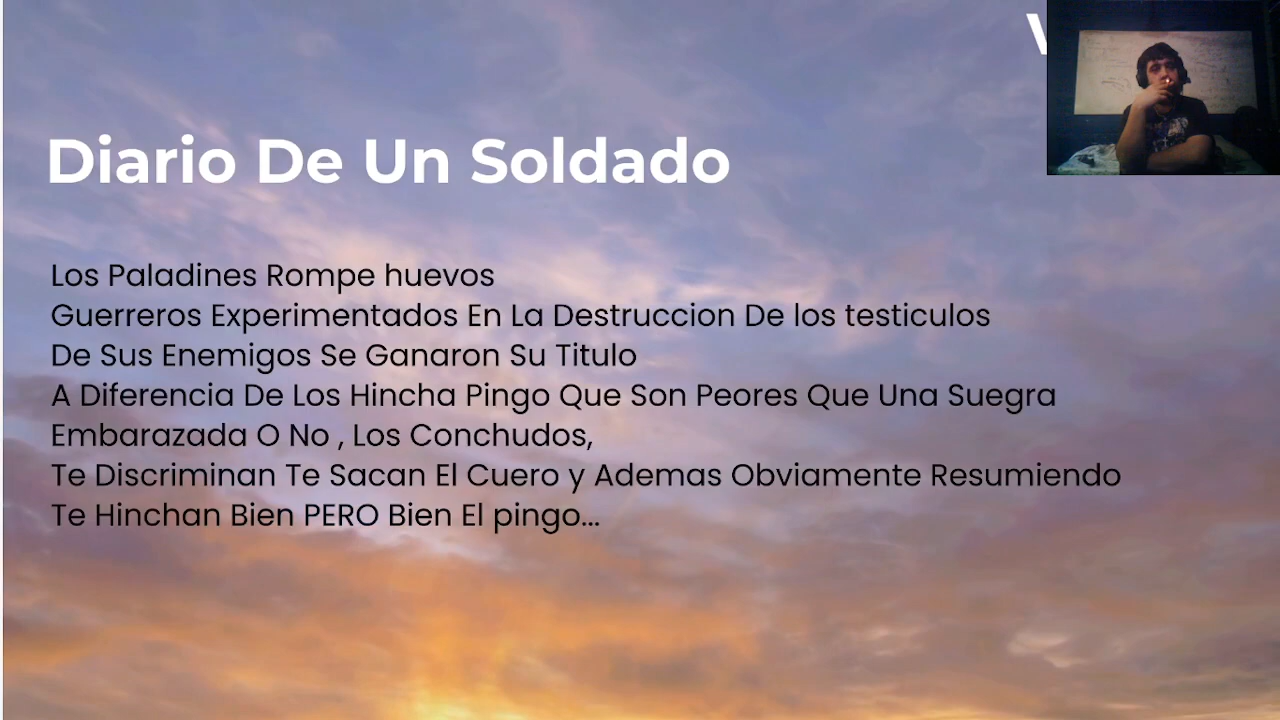 Diario De Un Soldado
Los Paladines Rompe huevos
Guerreros Experimentados En La Destruccion De los testiculos
De Sus Enemigos Se Ganaron Su Titulo
A Diferencia De Los Hincha Pingo Que Son Peores Que Una Suegra
Embarazada O No , Los Conchudos,
Te Discriminan Te Sacan El Cuero y Ademas Obviamente Resumiendo
Te Hinchan Bien PERO Bien El pingo...